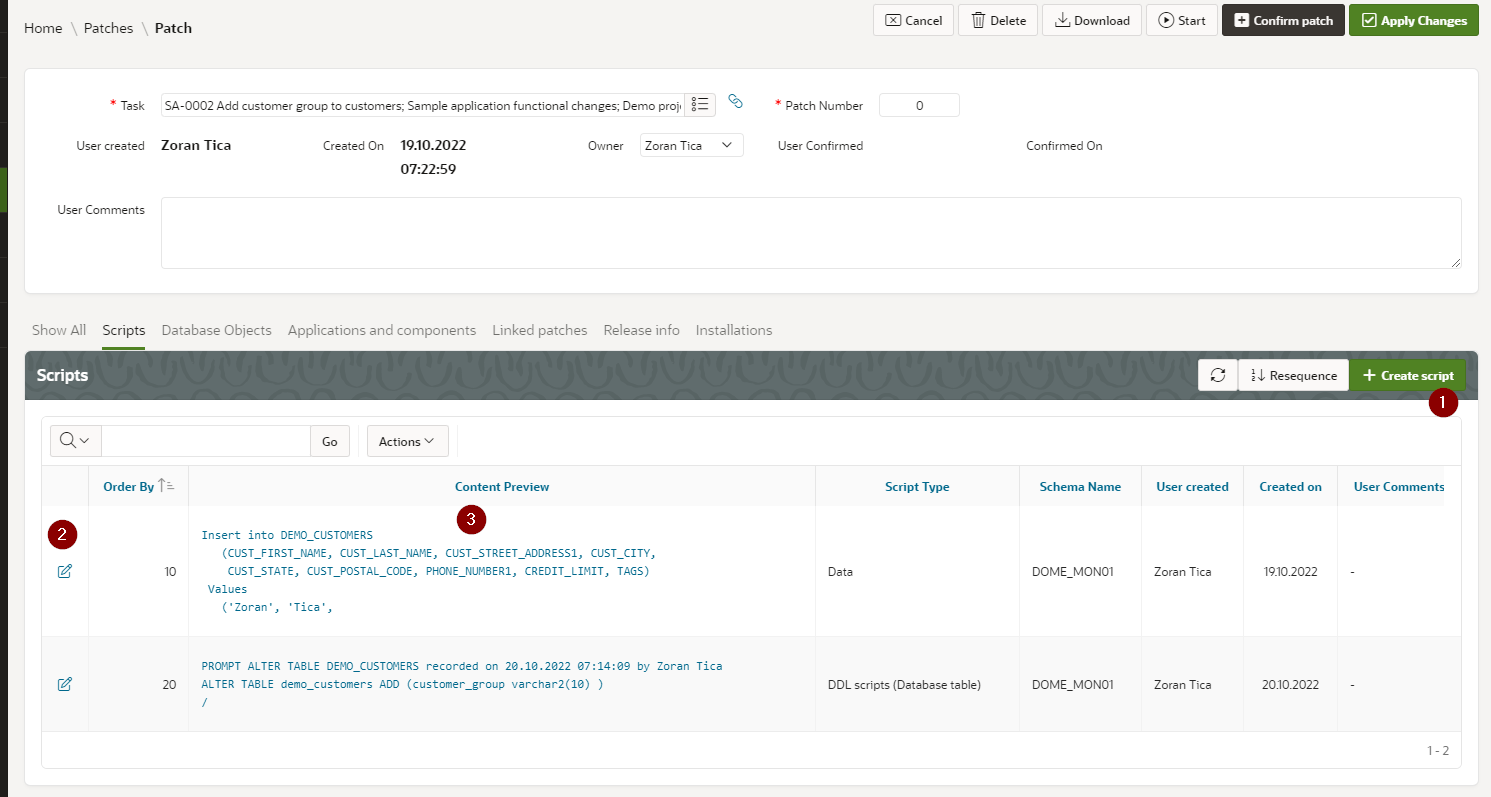 Home \ Patches \ Patch
Cancel Delete Download Start Confirm patch Apply Changes
* Task SA-0002 Add customer group to customers; Sample application functional changes; Demo proj * Patch Number 0
User created Zoran Tica Created On 19.10.2022 Owner Zoran Tica User Confirmed Confirmed On
07:22:59
User Comments
Show All Scripts Database Objects Applications and components Linked patches Release info Installations
Scripts Resequence + Create script
1
Go Actions
Order By Content Preview Script Type Schema Name User created Created on User Comments
3
2
Insert into DEMO_CUSTOMERS
(CUST_FIRST_NAME, CUST_LAST_NAME, CUST_STREET_ADDRESS1, CUST_CITY,
10 CUST_STATE, CUST_POSTAL_CODE, PHONE_NUMBER1, CREDIT_LIMIT, TAGS) Data DOME_MON01 Zoran Tica 19.10.2022 -
Values
('Zoran', 'Tica',
PROMPT ALTER TABLE DEMO_CUSTOMERS recorded on 20.10.2022 07:14:09 by Zoran Tica
20 ALTER TABLE demo_customers ADD (customer_group varchar2(10) ) DDL scripts (Database table) DOME_MON01 Zoran Tica 20.10.2022 -
/
1 - 2